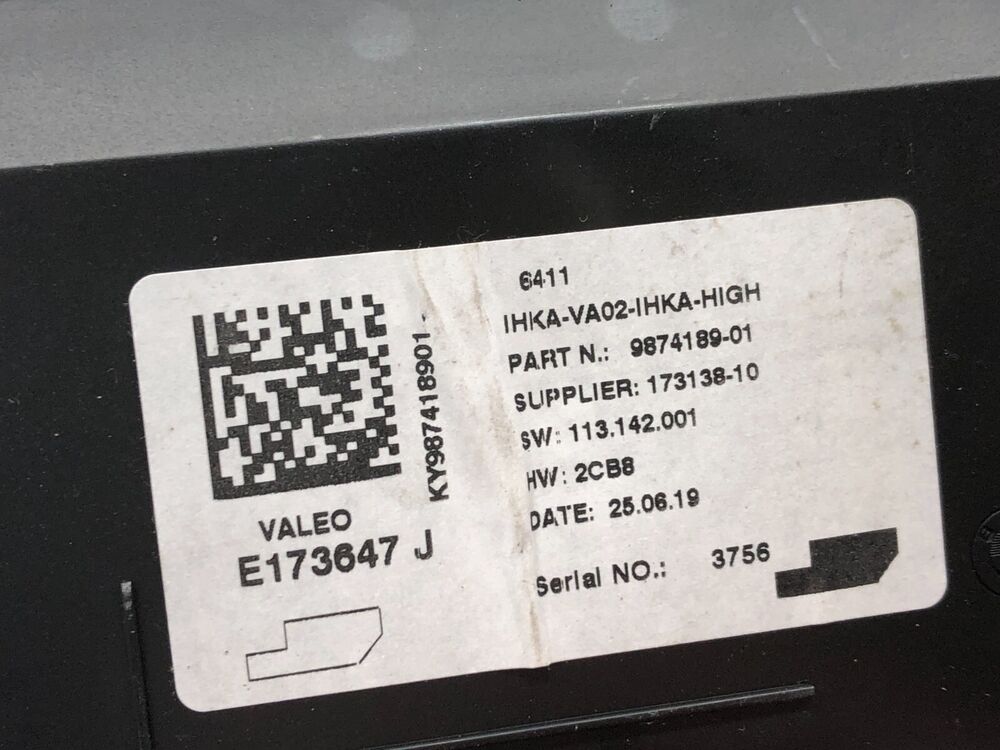 6411
IHKA-VA02-IHKA-HIGH
PART N.: 9874189-01
SUPPLIER: 173138-10
SW: 113.142.001
HW: 2CB8
DATE: 25.06.19
Serial NO.: 3756
KY987418901 -
VALEO
E173647 J